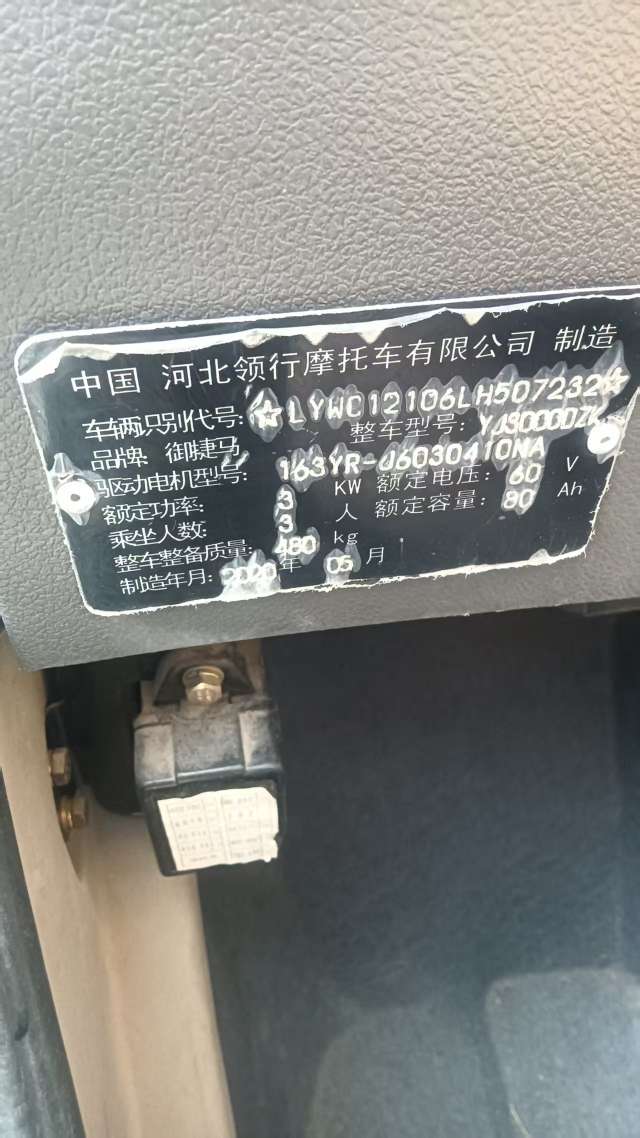 中国 河北领行摩托车有限公司 制造
车辆识别代号: ☆LYWC12106LH507232☆
品牌: 御捷马 整车型号: YJ3000DZK
驱动电机型号: 163YR-J6030410NA
额定功率: 3 KW 额定电压: 60 V
乘坐人数: 3 人 额定容量: 80 Ah
整车整备质量: 480 kg
制造年月: 2020 年 05 月